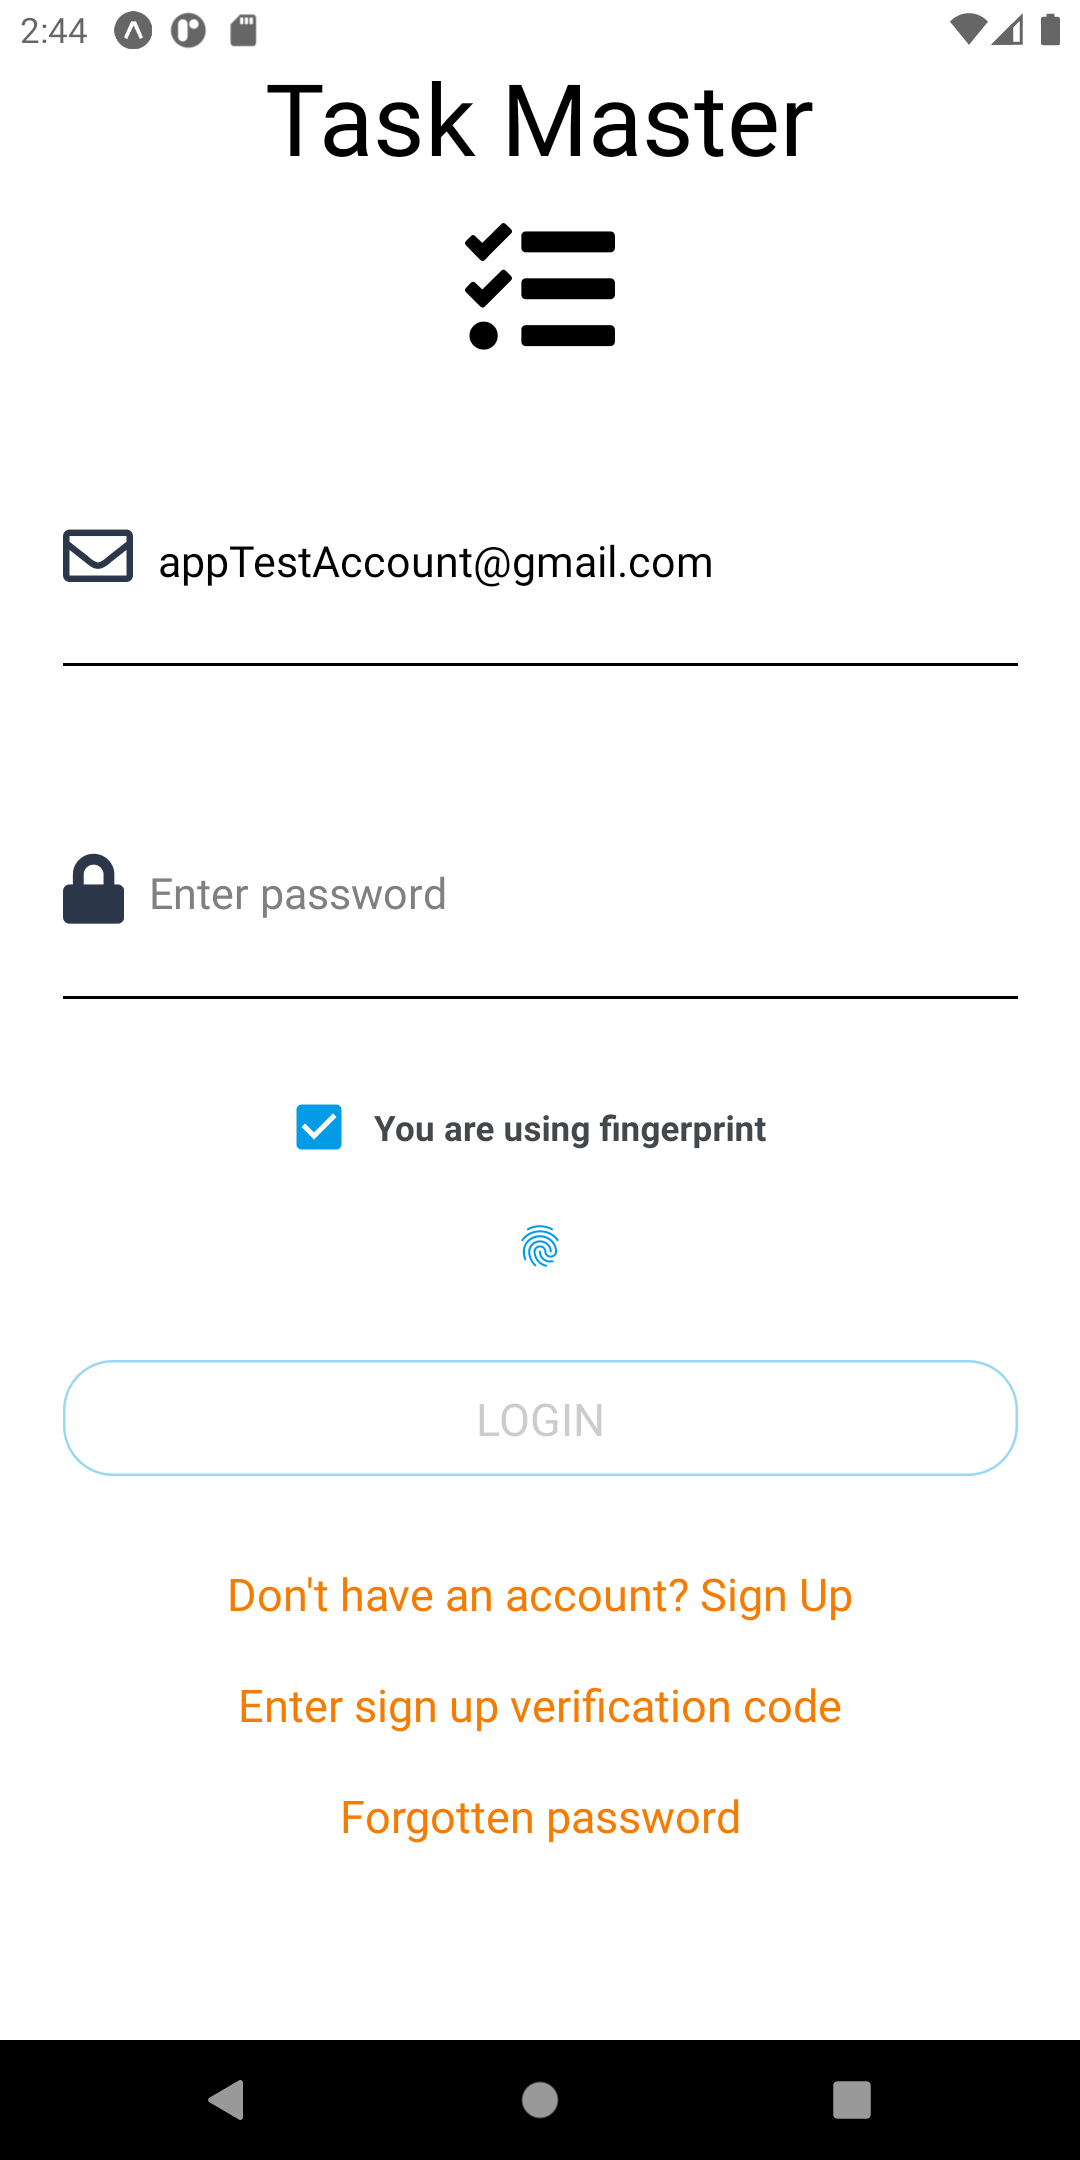 2:44
Task Master
appTestAccount@gmail.com
Enter password
You are using fingerprint
LOGIN
Don't have an account? Sign Up
Enter sign up verification code
Forgotten password